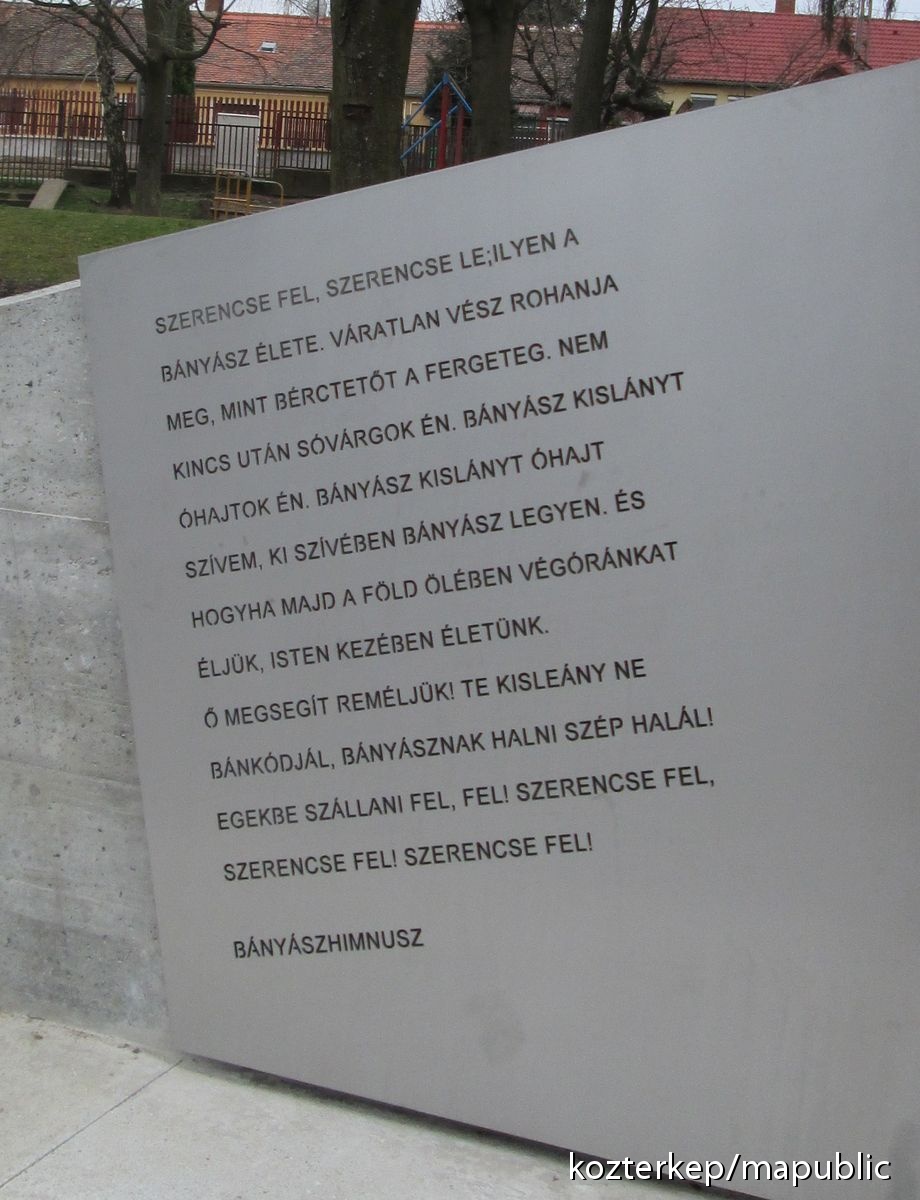 SZERENCSE FEL, SZERENCSE LE;ILYEN A
BÁNYÁSZ ÉLETE. VÁRATLAN VÉSZ ROHANJA
MEG, MINT BÉRCTETŐT A FERGETEG. NEM
KINCS UTÁN SÓVÁRGOK ÉN. BÁNYÁSZ KISLÁNYT
ÓHAJTOK ÉN. BÁNYÁSZ KISLÁNYT ÓHAJT
SZÍVEM, KI SZÍVÉBEN BÁNYÁSZ LEGYEN. ÉS
HOGYHA MAJD A FÖLD ÖLÉBEN VÉGÓRÁNKAT
ÉLJÜK, ISTEN KEZÉBEN ÉLETÜNK.
Ő MEGSEGÍT REMÉLJÜK! TE KISLEÁNY NE
BÁNKÓDJÁL, BÁNYÁSZNAK HALNI SZÉP HALÁL!
EGEKBE SZÁLLANI FEL, FEL! SZERENCSE FEL,
SZERENCSE FEL! SZERENCSE FEL!
BÁNYÁSZHIMNUSZ
kozterkep/mapublic